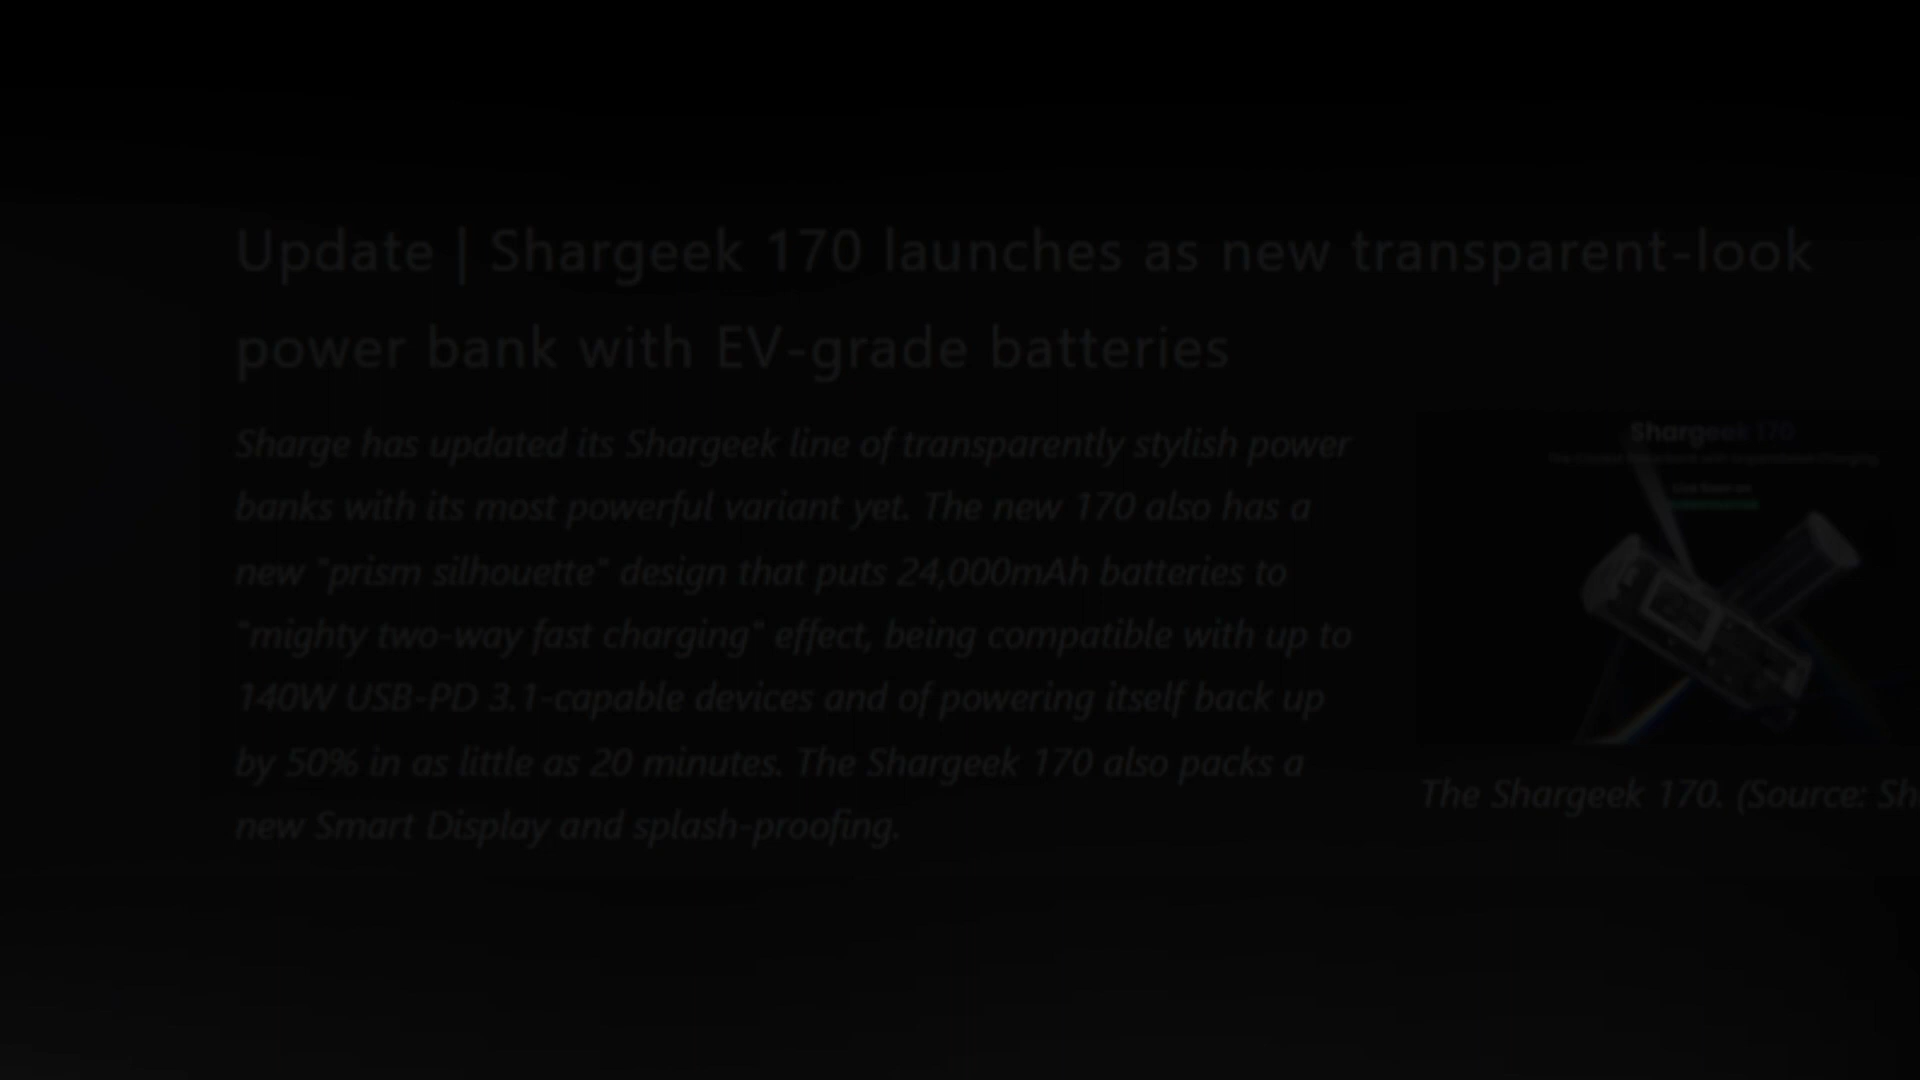 Update | Shargeek 170 launches as new transparent-look
power bank with EV-grade batteries
Sharge has updated its Shargeek line of transparently stylish power
banks with its most powerful variant yet. The new 170 also has a
new "prism silhouette" design that puts 24,000mAh batteries to
"mighty two-way fast charging" effect, being compatible with up to
140W USB-PD 3.1-capable devices and of powering itself back up
by 50% in as little as 20 minutes. The Shargeek 170 also packs a
new Smart Display and splash-proofing.
Shargeek 170
The Shargeek 170. (Source: Sh